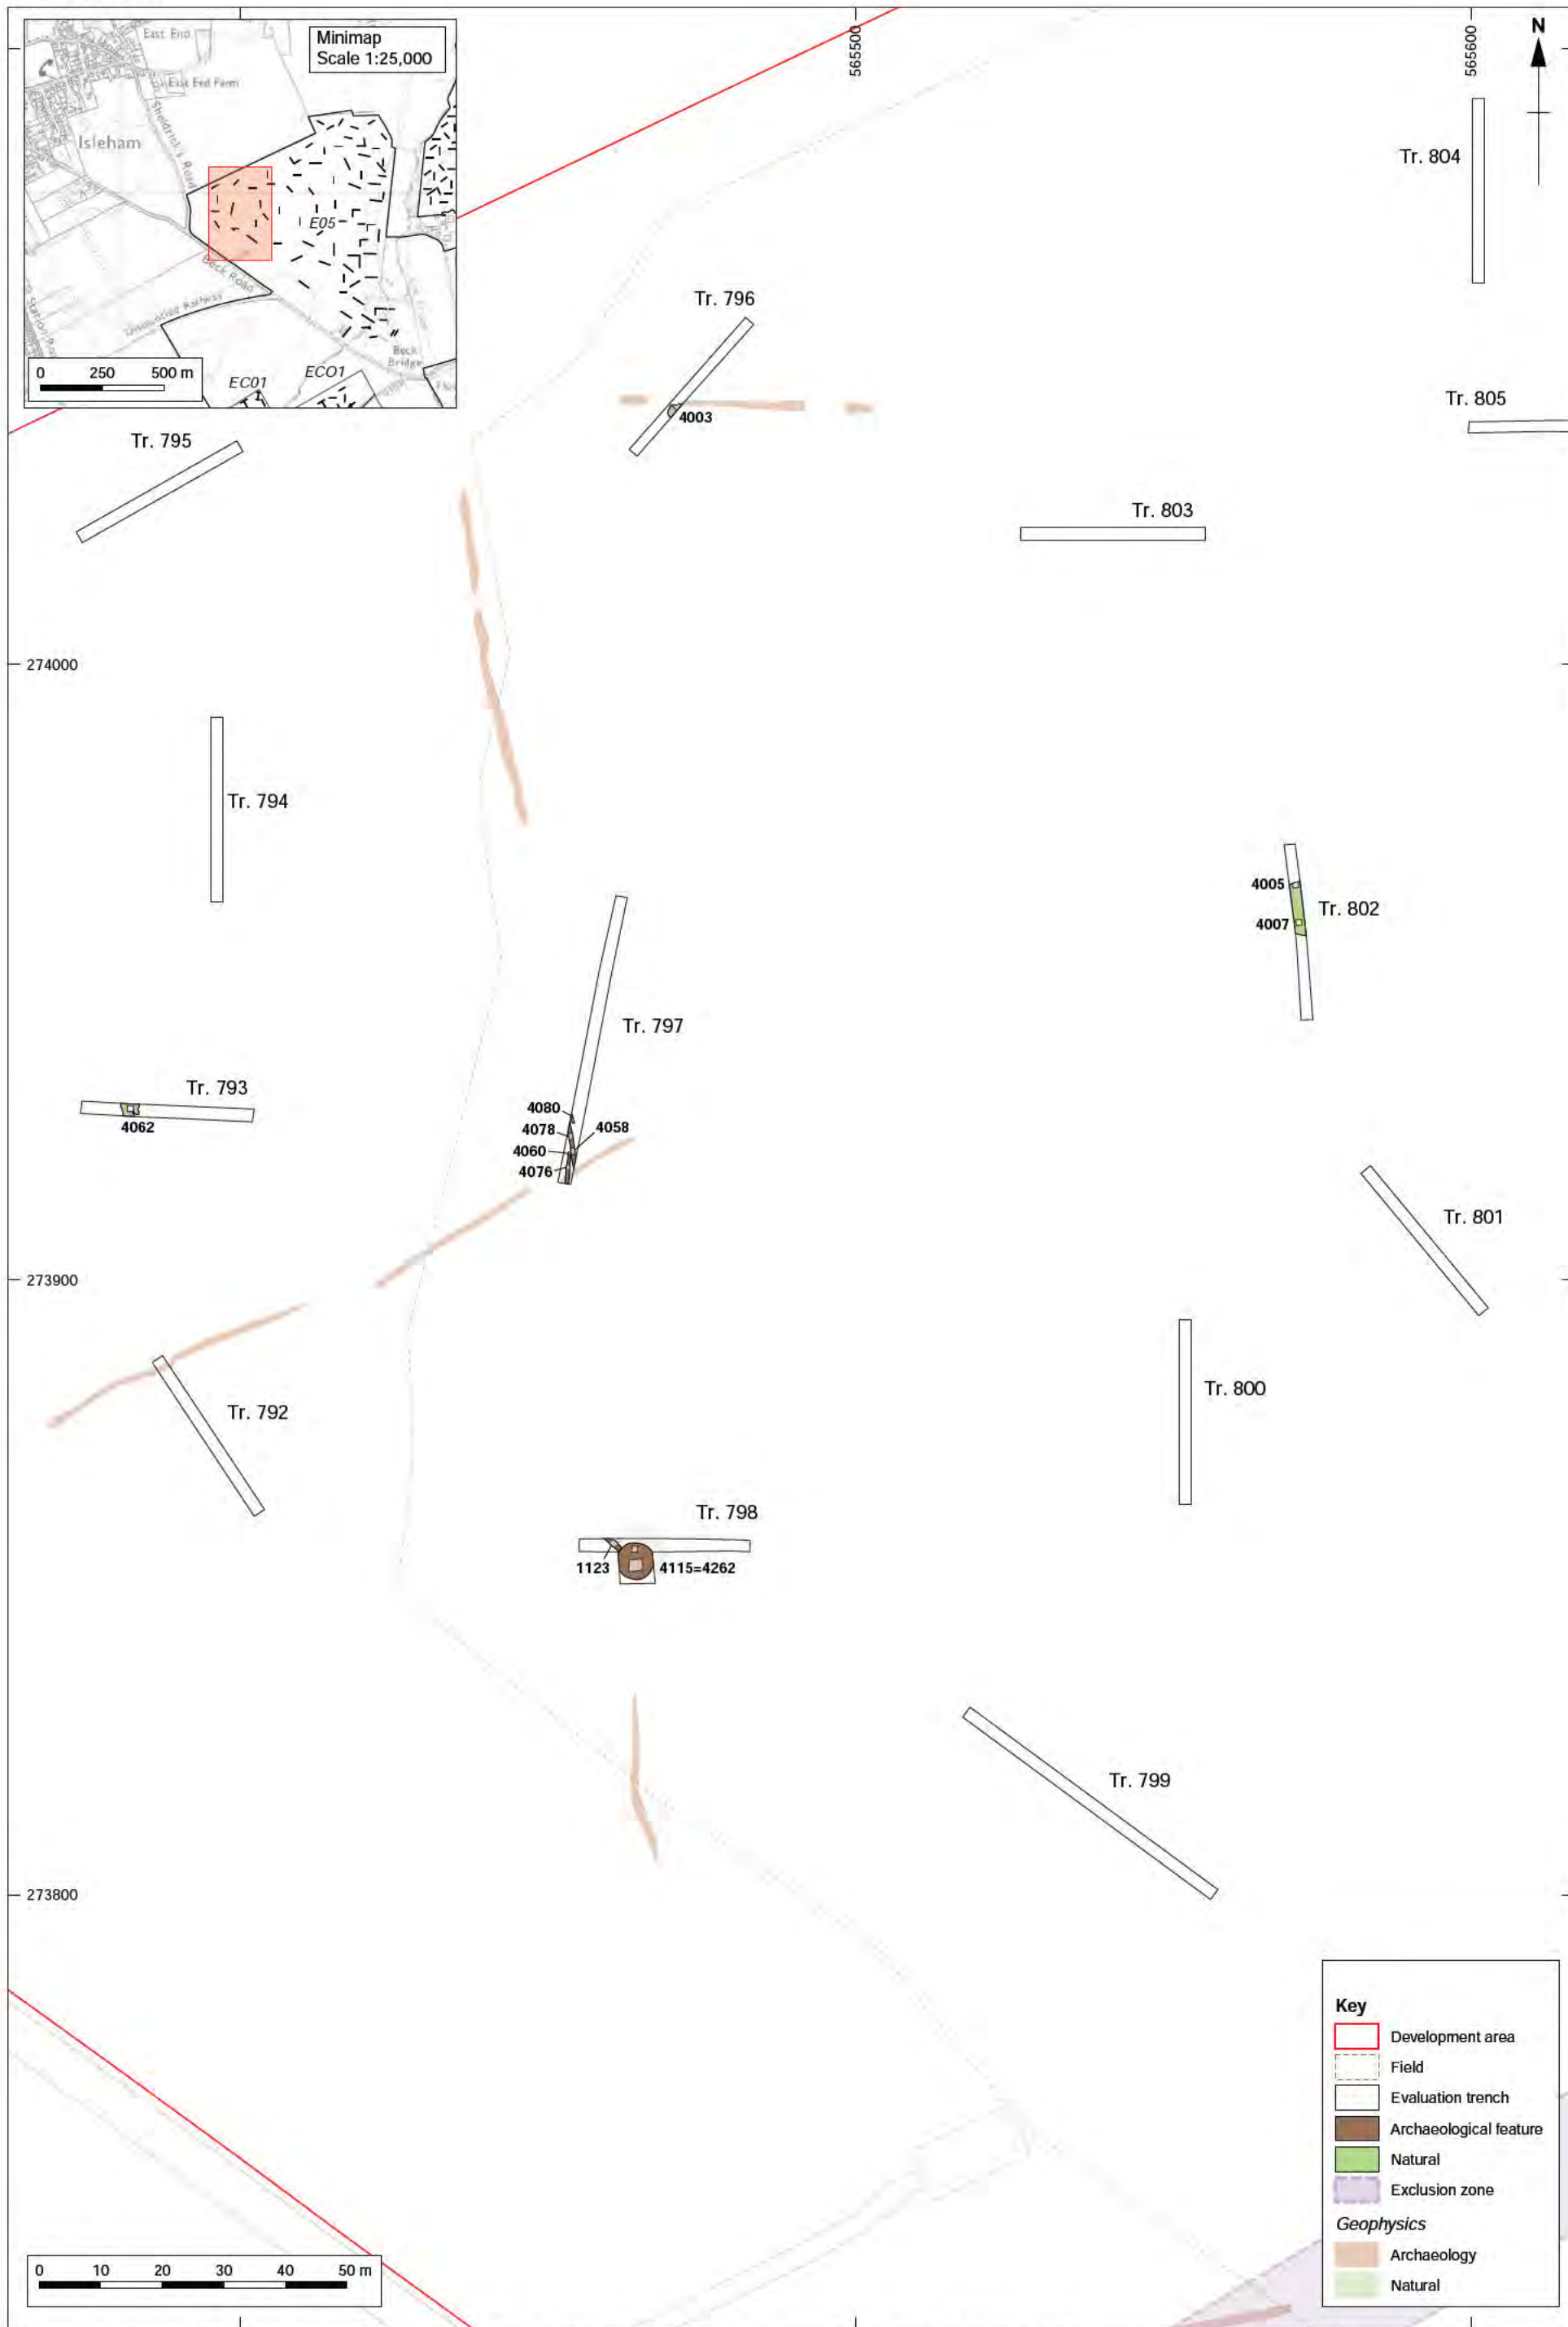 565500
565600
N
East End
Minimap
Scale 1:25,000
East End Farm
Sheldrick's Road
Isleham
E05
Beck Road
Dismantled Railway
Station Road
Beck
Bridge
0 250 500 m
EC01
ECO1
Tr. 804
Tr. 796
4003
Tr. 805
Tr. 795
Tr. 803
274000
Tr. 794
4005
Tr. 802
4007
Tr. 797
Tr. 793
4062
4080
4078
4058
4060
4076
Tr. 801
273900
Tr. 800
Tr. 792
Tr. 798
1123
4115=4262
Tr. 799
273800
Key
Development area
Field
Evaluation trench
Archaeological feature
Natural
Exclusion zone
Geophysics
Archaeology
Natural
0 10 20 30 40 50 m